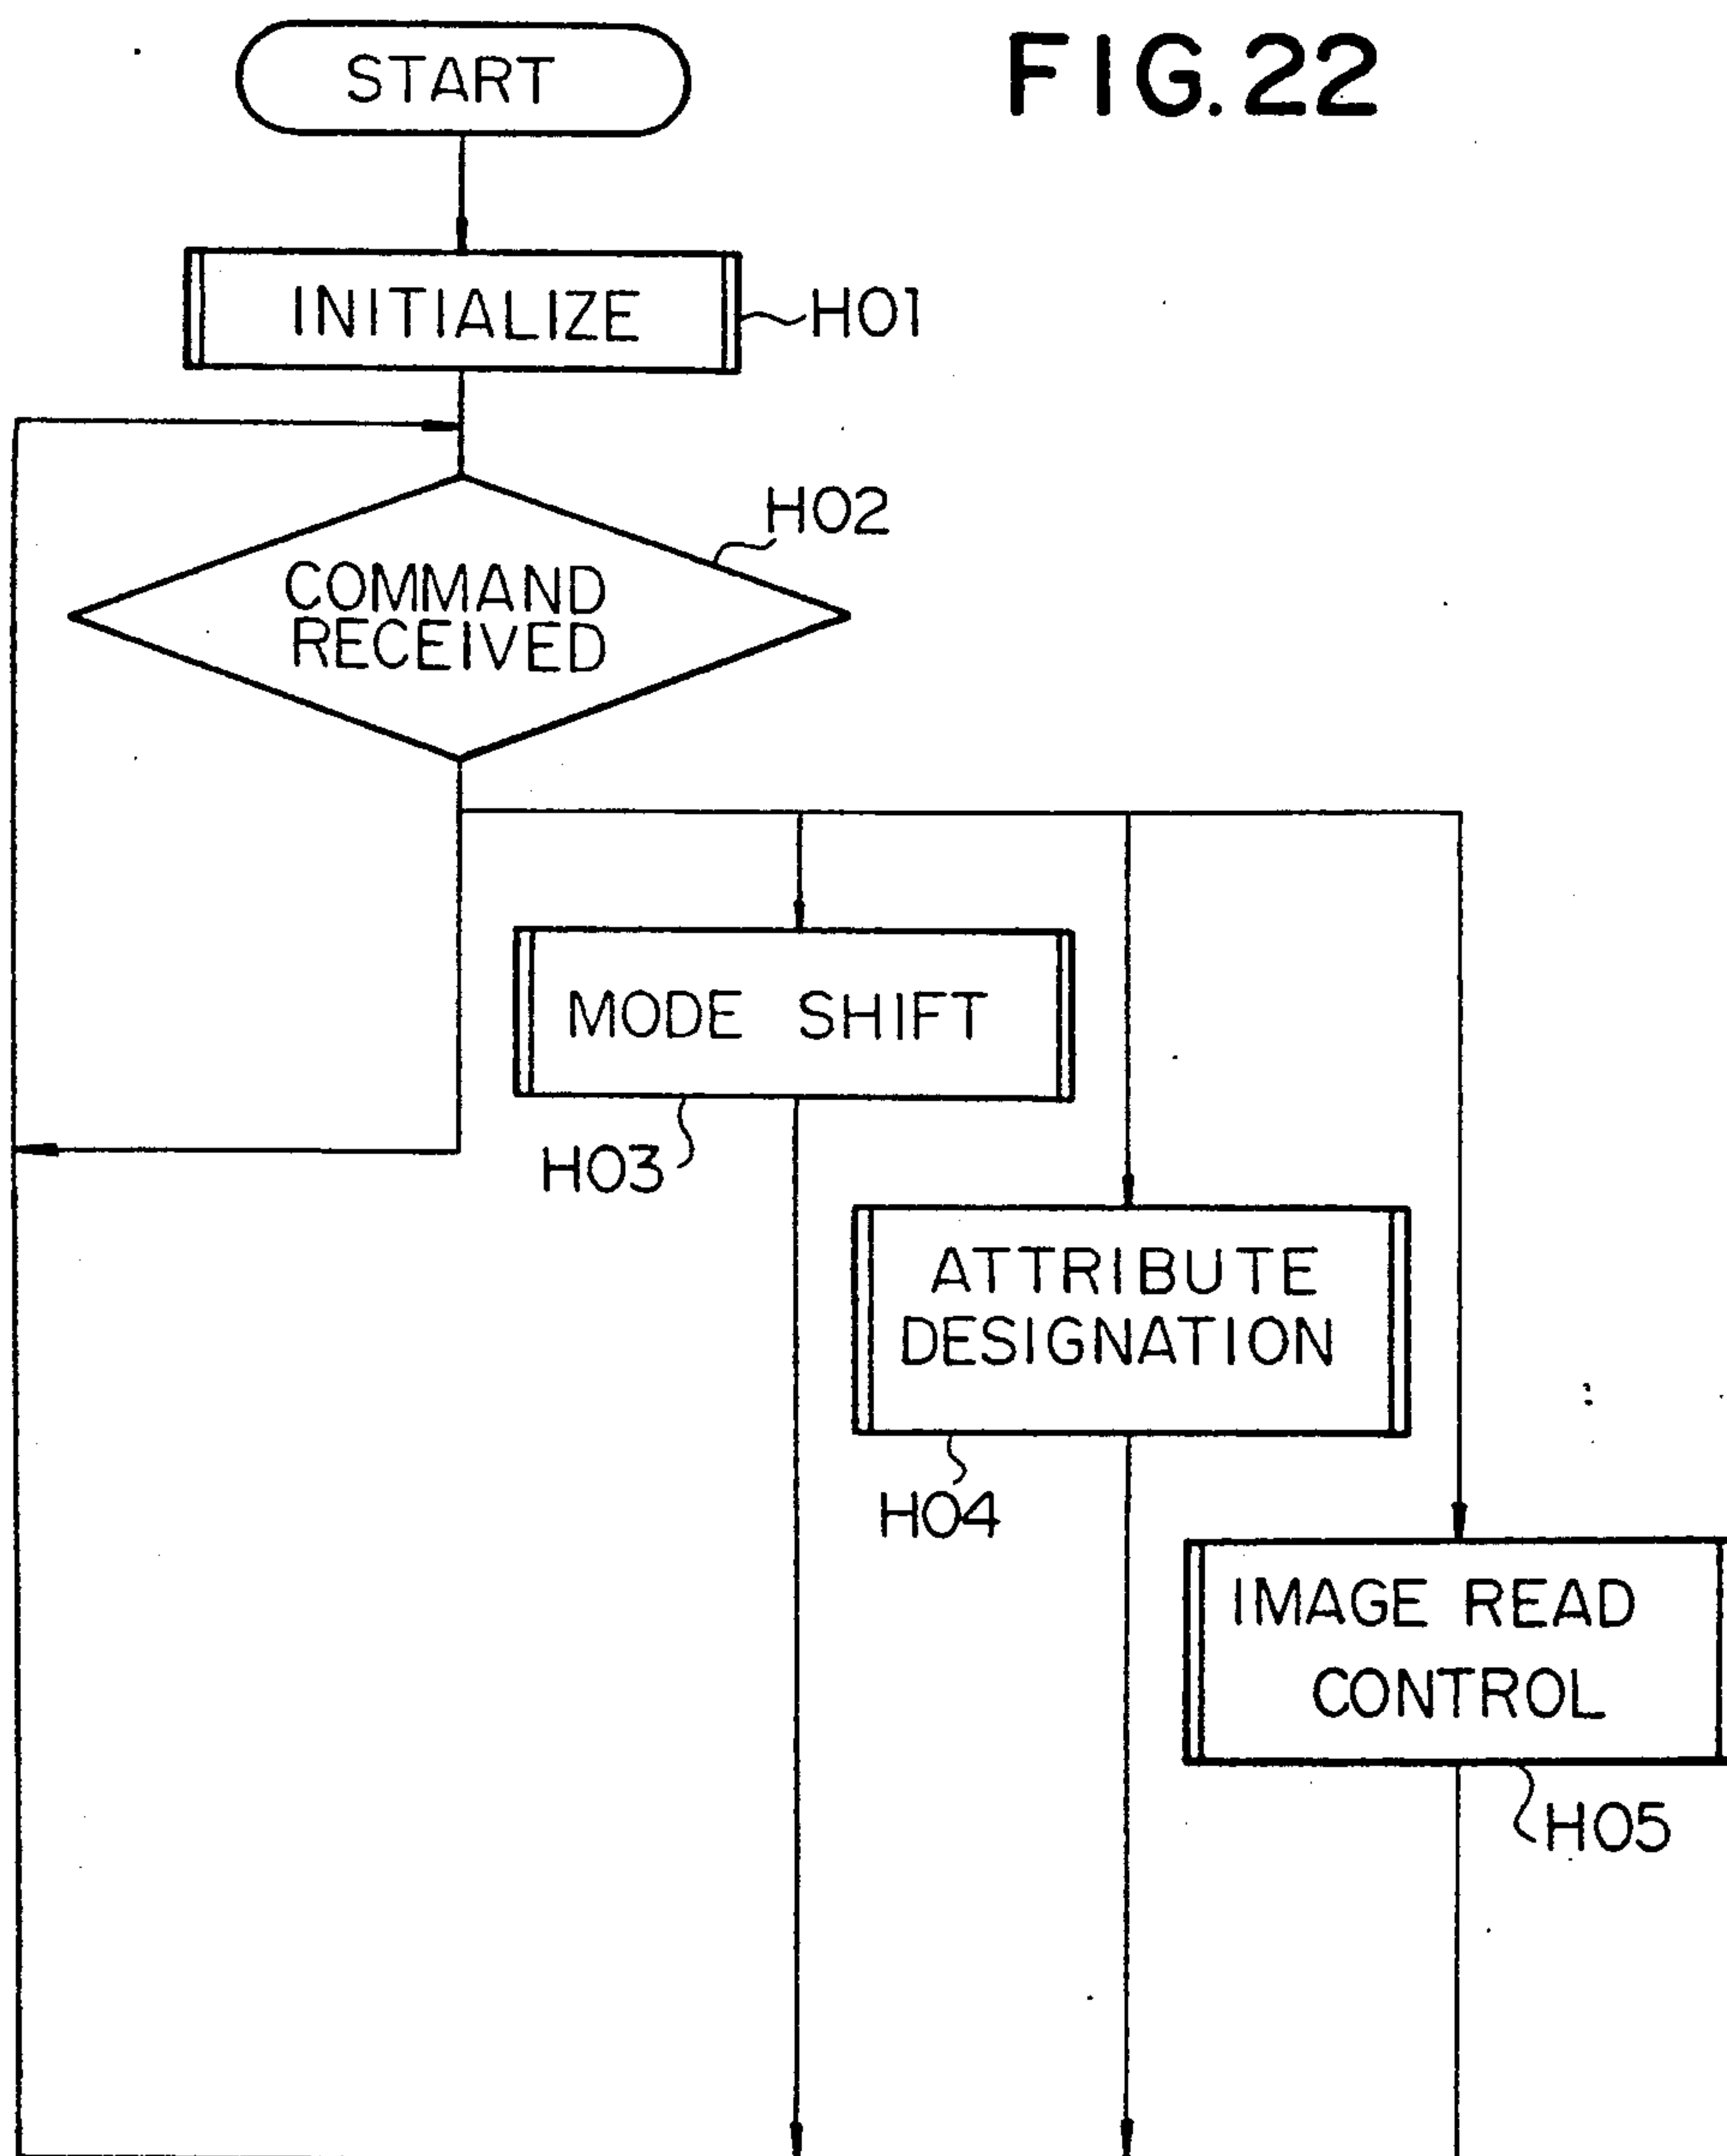 START
FIG.22
INITIALIZE
H01
H02
COMMAND
RECEIVED
MODE SHIFT
H03
ATTRIBUTE
DESIGNATION
H04
IMAGE READ
CONTROL
H05